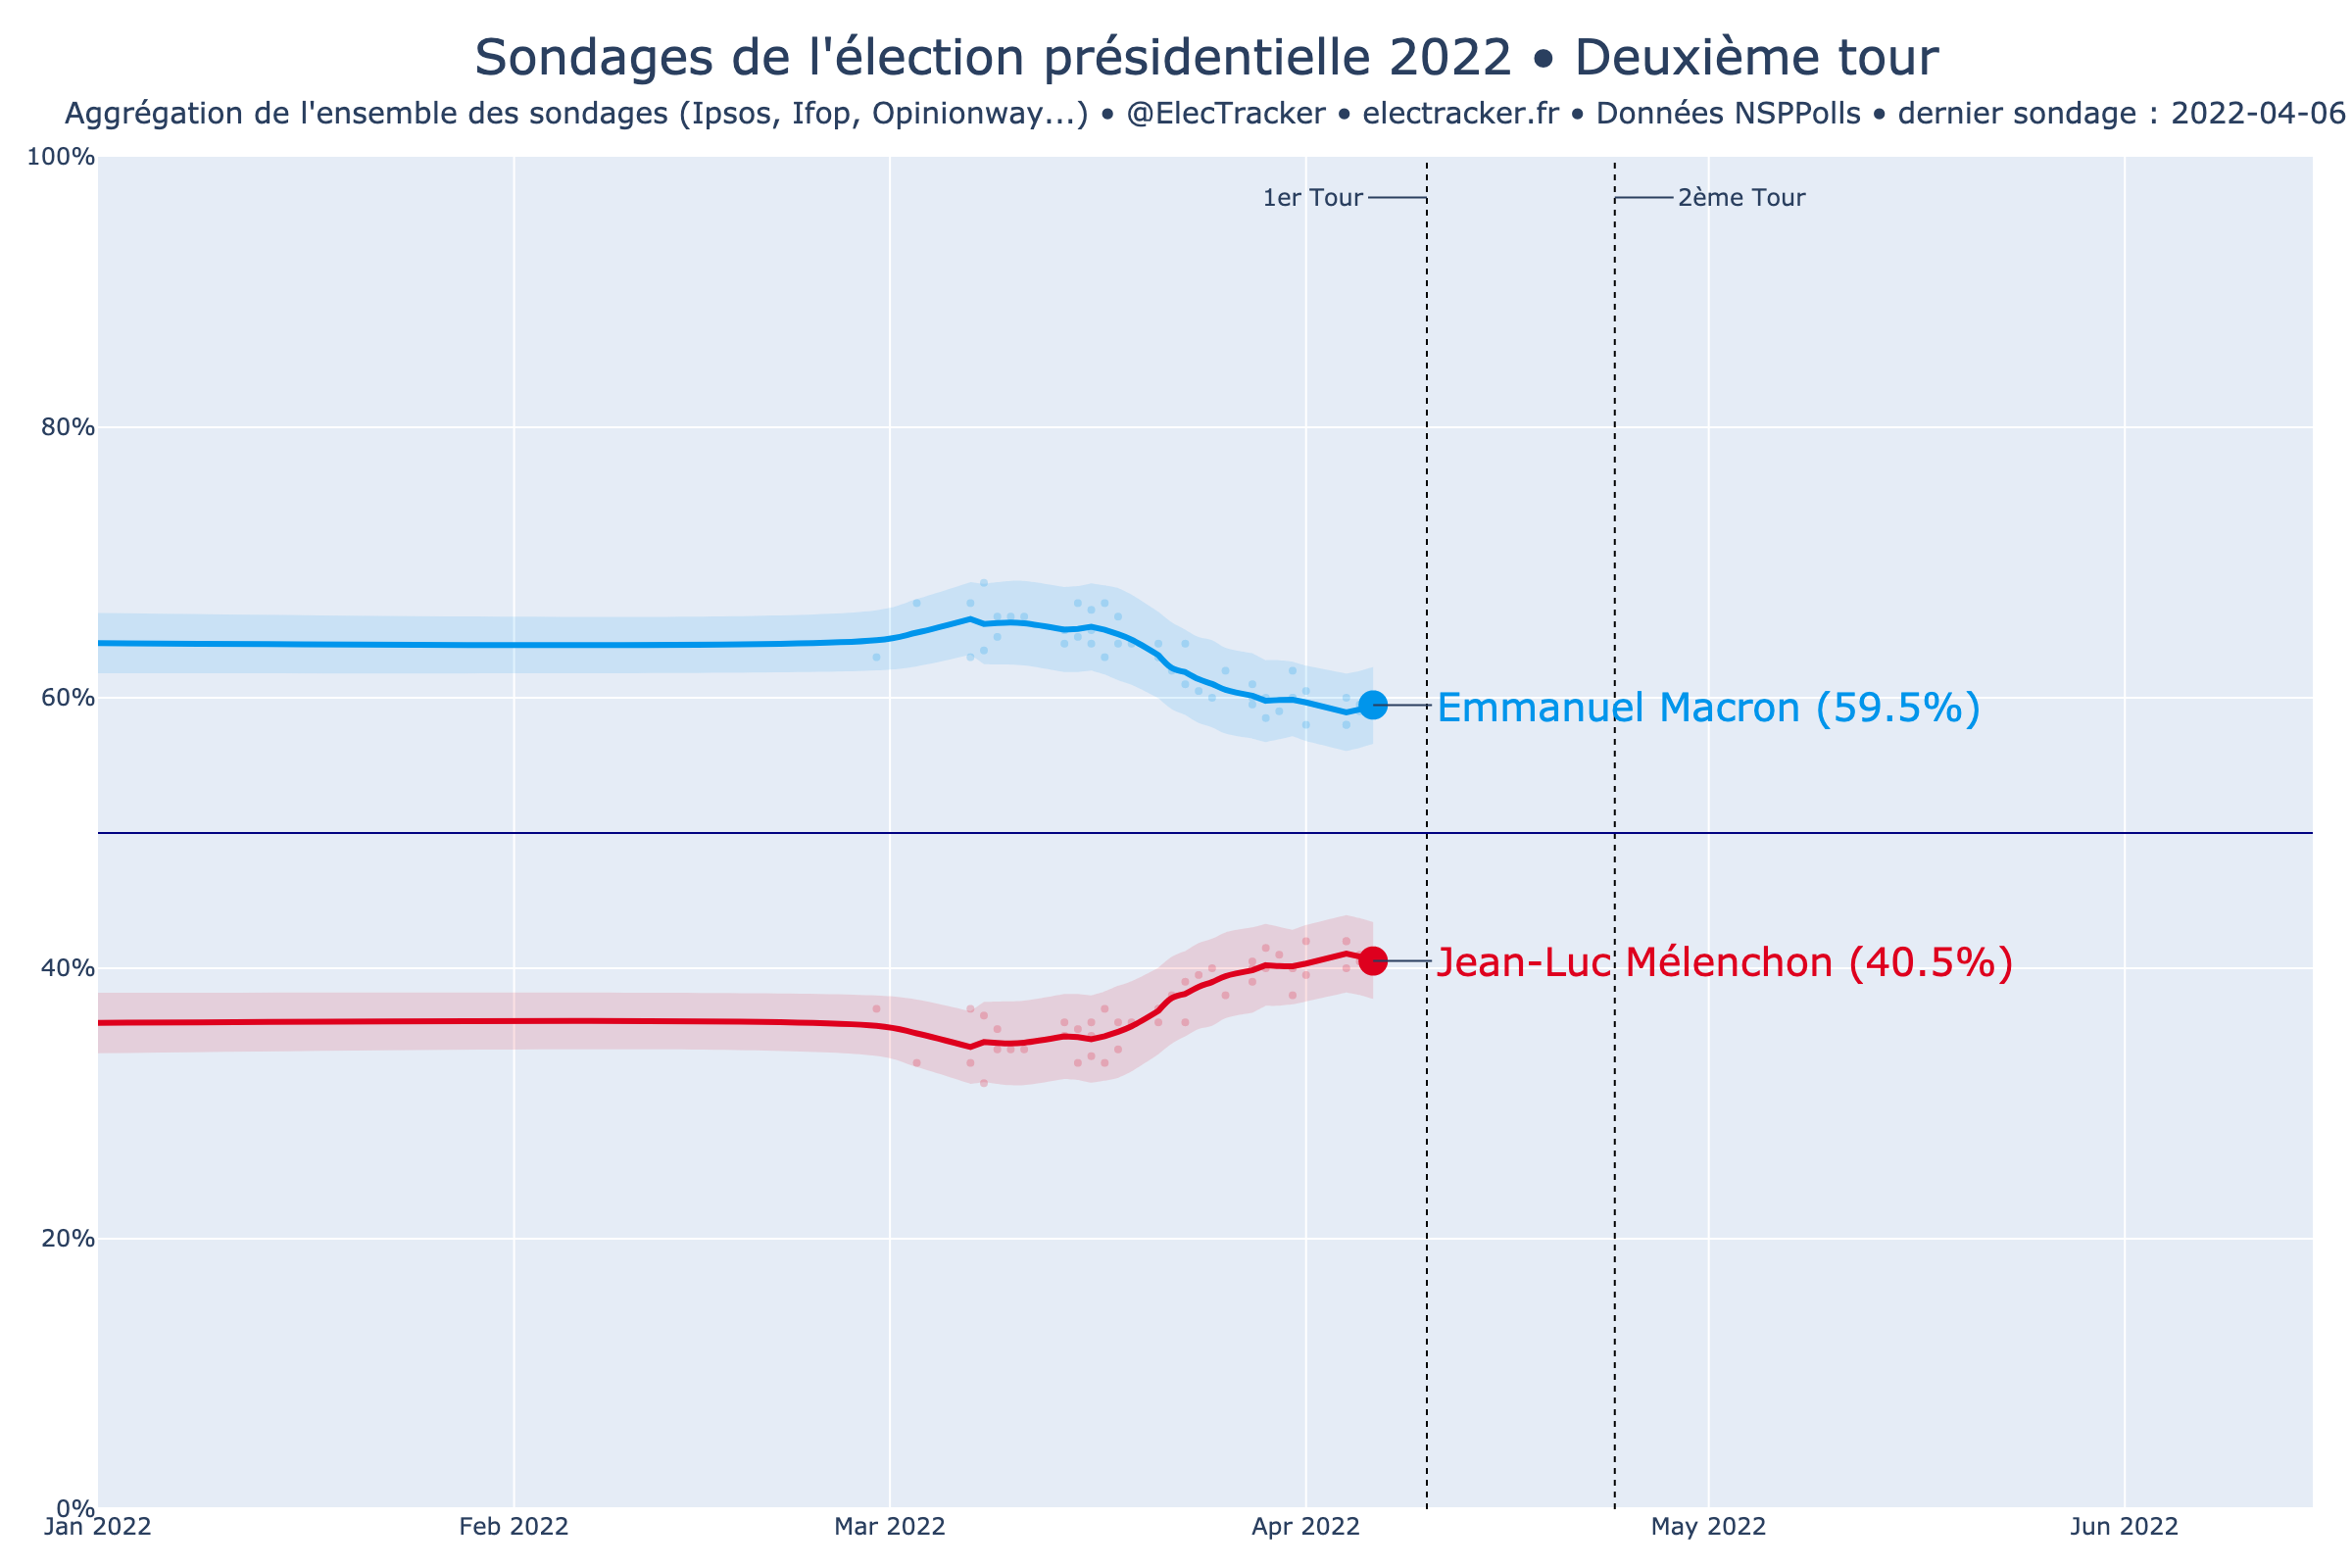 Sondages de l'élection présidentielle 2022 • Deuxième tour
Aggrégation de l'ensemble des sondages (Ipsos, Ifop, Opinionway...) • @ElecTracker • electracker.fr • Données NSPPolls • dernier sondage : 2022-04-06
100%
1er Tour
2ème Tour
80%
60%
Emmanuel Macron (59.5%)
40%
Jean-Luc Mélenchon (40.5%)
20%
0%
Jan 2022
Feb 2022
Mar 2022
Apr 2022
May 2022
Jun 2022